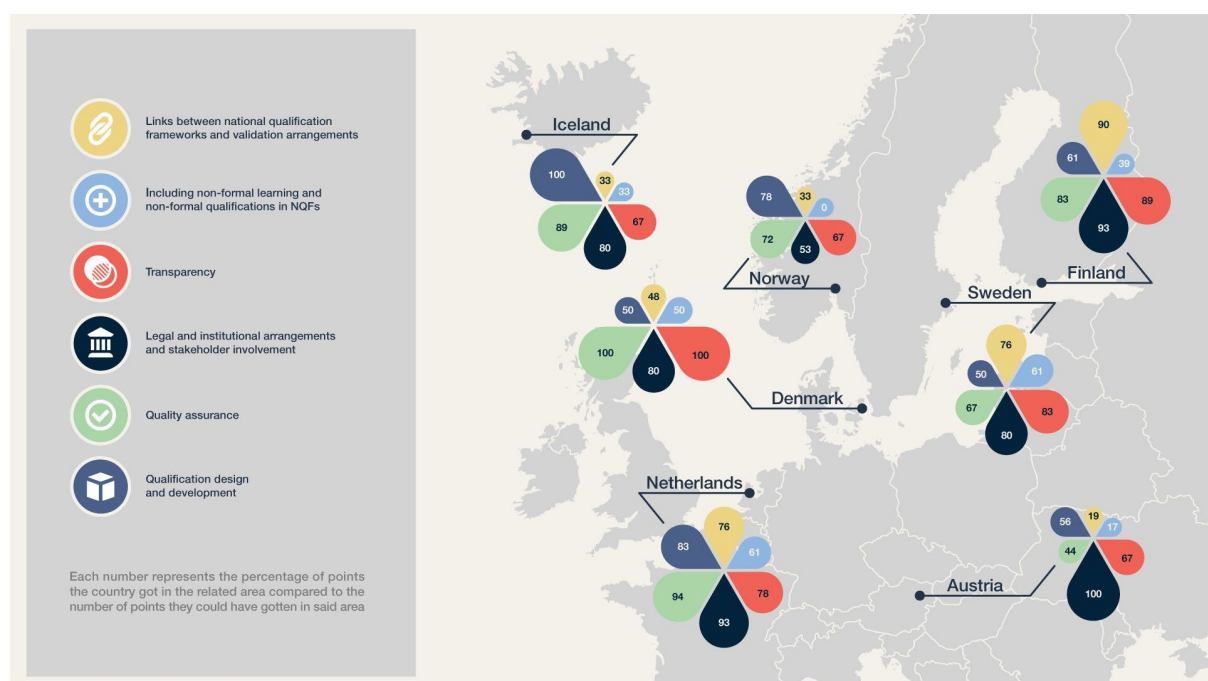 Links between national qualification
frameworks and validation arrangements
Including non-formal learning and
non-formal qualifications in NQFs
Transparency
Legal and institutional arrangements
and stakeholder involvement
Quality assurance
Qualification design
and development
Each number represents the percentage of points
the country got in the related area compared to the
number of points they could have gotten in said area
Iceland
100
33
33
89
67
80
Norway
78
33
0
72
67
53
Finland
90
61
39
83
89
93
Denmark
48
50
50
100
100
80
Sweden
76
50
61
67
83
80
Netherlands
76
83
61
94
78
93
Austria
56
19
17
44
67
100